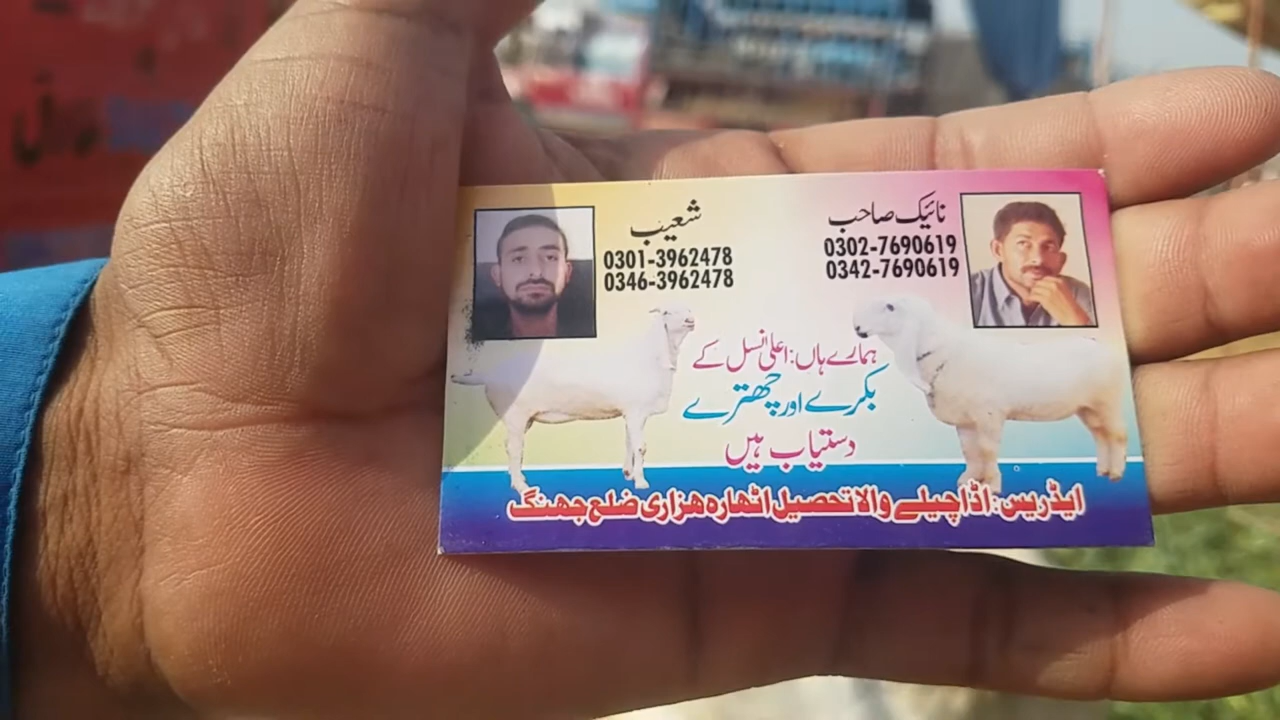 نائیک صاحب
0302-7690619
0342-7690619
شعیب
0301-3962478
0346-3962478
ہمارے ہاں: اعلیٰ نسل کے
بکرے اور چھترے
دستیاب ہیں
ایڈریس: اڈا چیلے والا تحصیل اٹھارہ ھزاری ضلع جھنگ